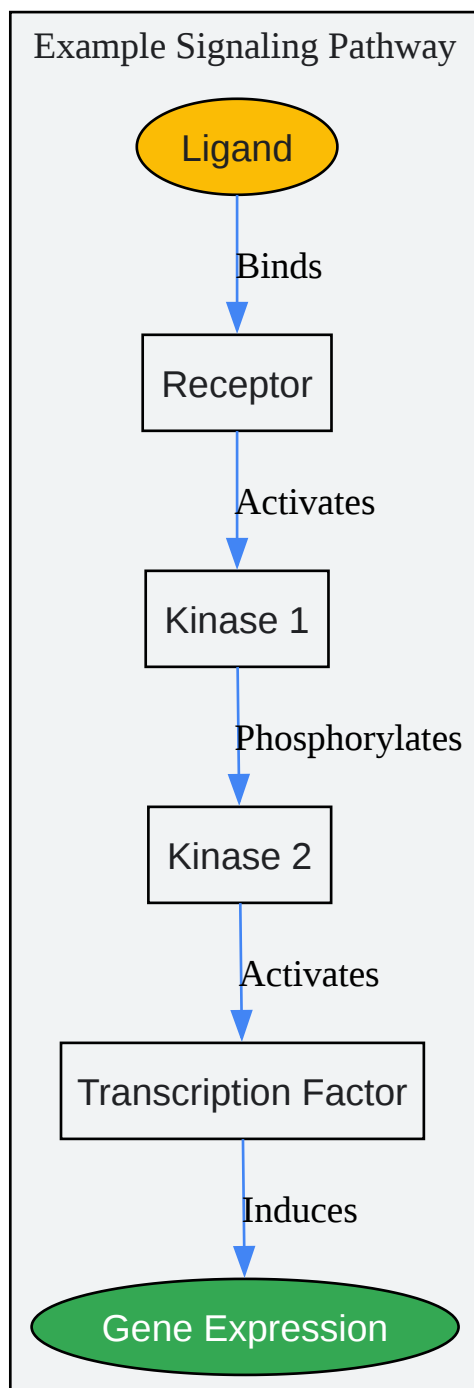 Example Signaling Pathway
Ligand
Binds
Receptor
Activates
Kinase 1
Phosphorylates
Kinase 2
Activates
Transcription Factor
Induces
Gene Expression